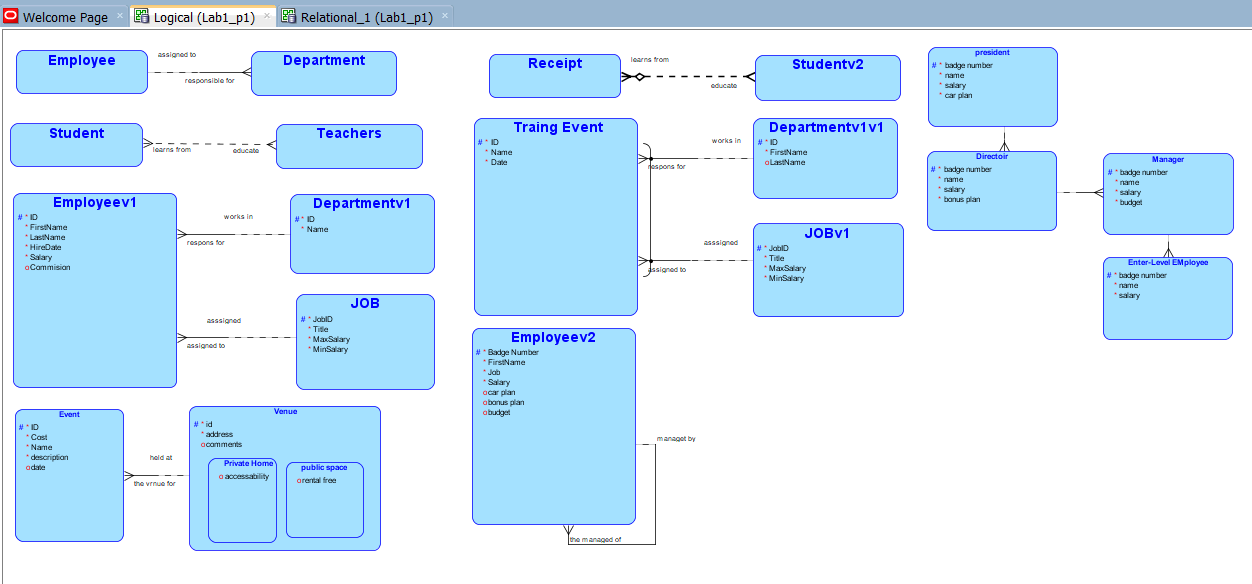 Welcome Page
Logical (Lab1_p1)
Relational_1 (Lab1_p1)
Employee
assigned to
responsible for
Department
Student
learns from
educate
Teachers
Employeev1
# * ID
* FirstName
* LastName
* HireDate
* Salary
o Commision
works in
respons for
Departmentv1
# * ID
* Name
asssigned
assigned to
JOB
# * JobID
* Title
* MaxSalary
* MinSalary
Event
# * ID
* Cost
* Name
* description
o date
held at
the vrnue for
Venue
# * id
* address
o comments
Private Home
o accessability
public space
o rental free
Receipt
learns from
educate
Studentv2
Traing Event
# * ID
* Name
* Date
works in
respons for
Departmentv1v1
# * ID
* FirstName
o LastName
asssigned
assigned to
JOBv1
# * JobID
* Title
* MaxSalary
* MinSalary
Employeev2
# * Badge Number
* FirstName
* Job
* Salary
o car plan
o bonus plan
o budget
managet by
the managed of
president
# * badge number
* name
* salary
* car plan
Directoir
# * badge number
* name
* salary
* bonus plan
Manager
# * badge number
* name
* salary
* budget
Enter-Level EMployee
# * badge number
* name
* salary